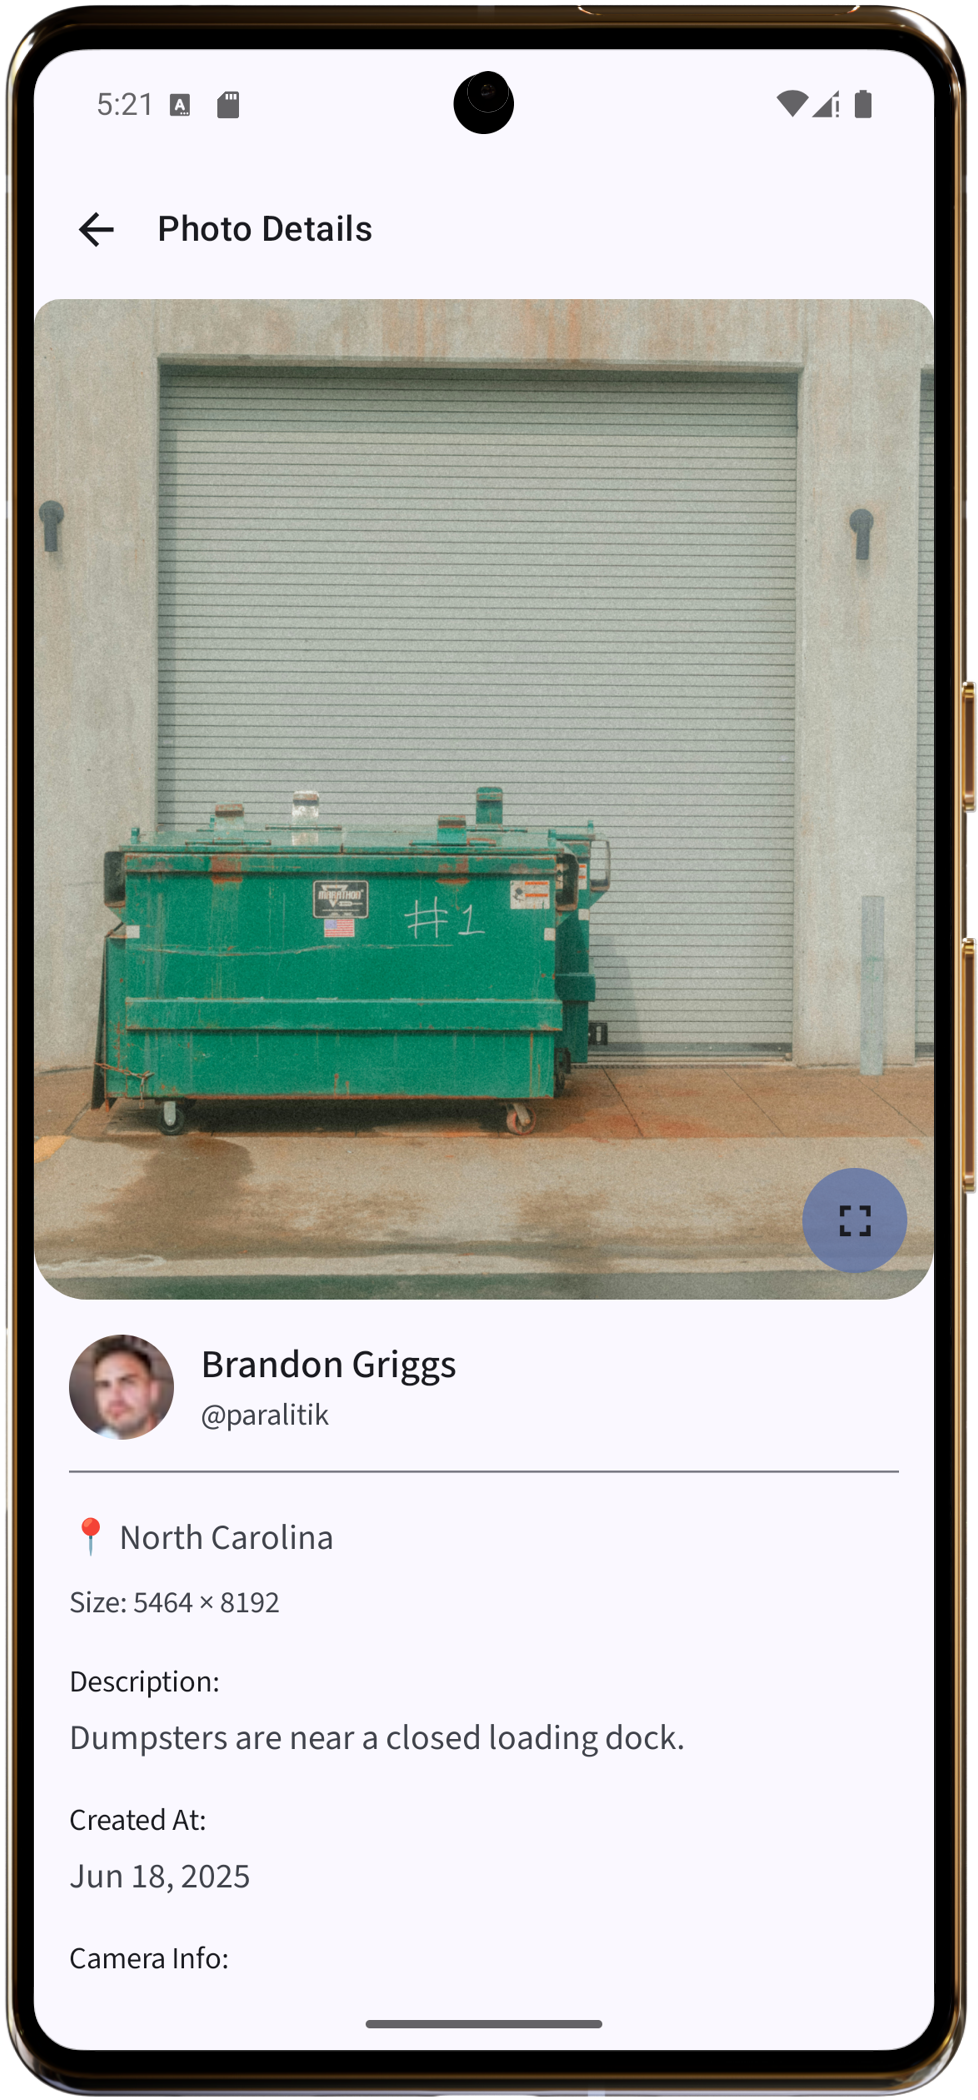 5:21
Photo Details
MARATHON
#1
Brandon Griggs
@paralitik
North Carolina
Size: 5464 × 8192
Description:
Dumpsters are near a closed loading dock.
Created At:
Jun 18, 2025
Camera Info: